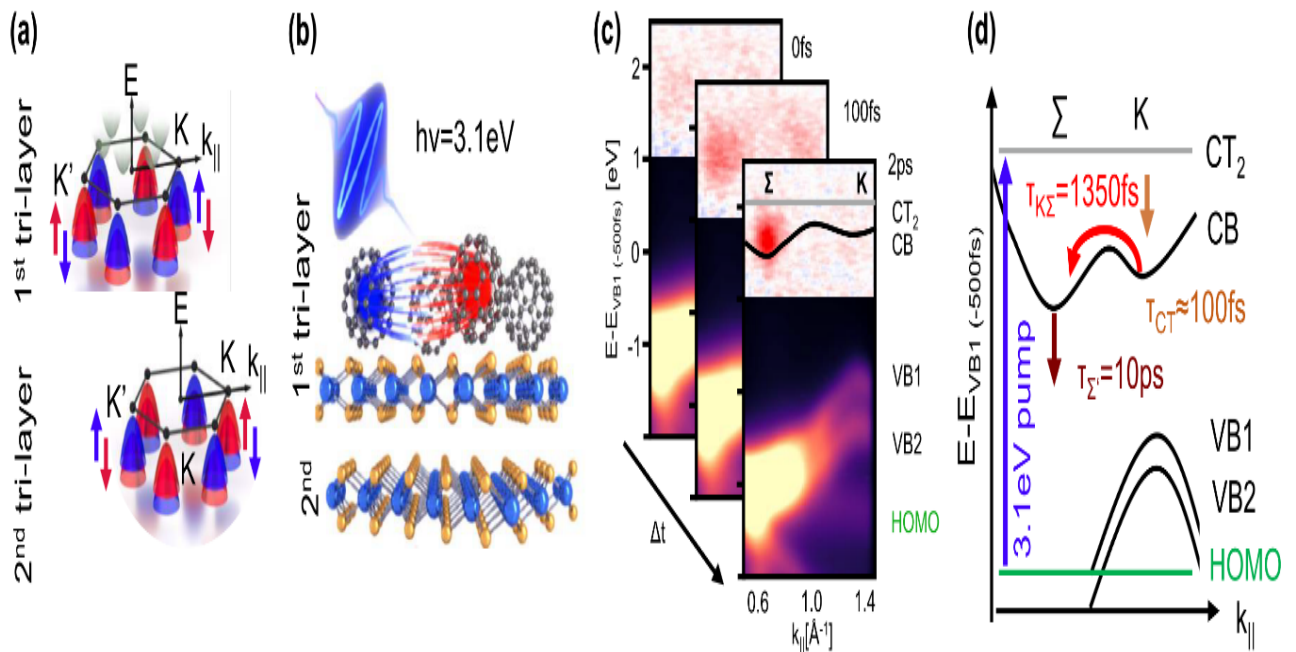 (a)
1st tri-layer
E
K
k||
K'
2nd tri-layer
E
K
k||
K'
K
(b)
hv=3.1eV
1st tri-layer
2nd
(c)
E-EVB1 (-500fs) [eV]
2
1
0
-1
0fs
100fs
2ps
Σ K
CT2
CB
VB1
VB2
HOMO
Δt
0.6 1.0 1.4
k||[Å-1]
(d)
E-EVB1 (-500fs)
3.1eV pump
Σ K
CT2
τKΣ=1350fs
CB
τCT≈100fs
τΣ'=10ps
VB1
VB2
HOMO
k||